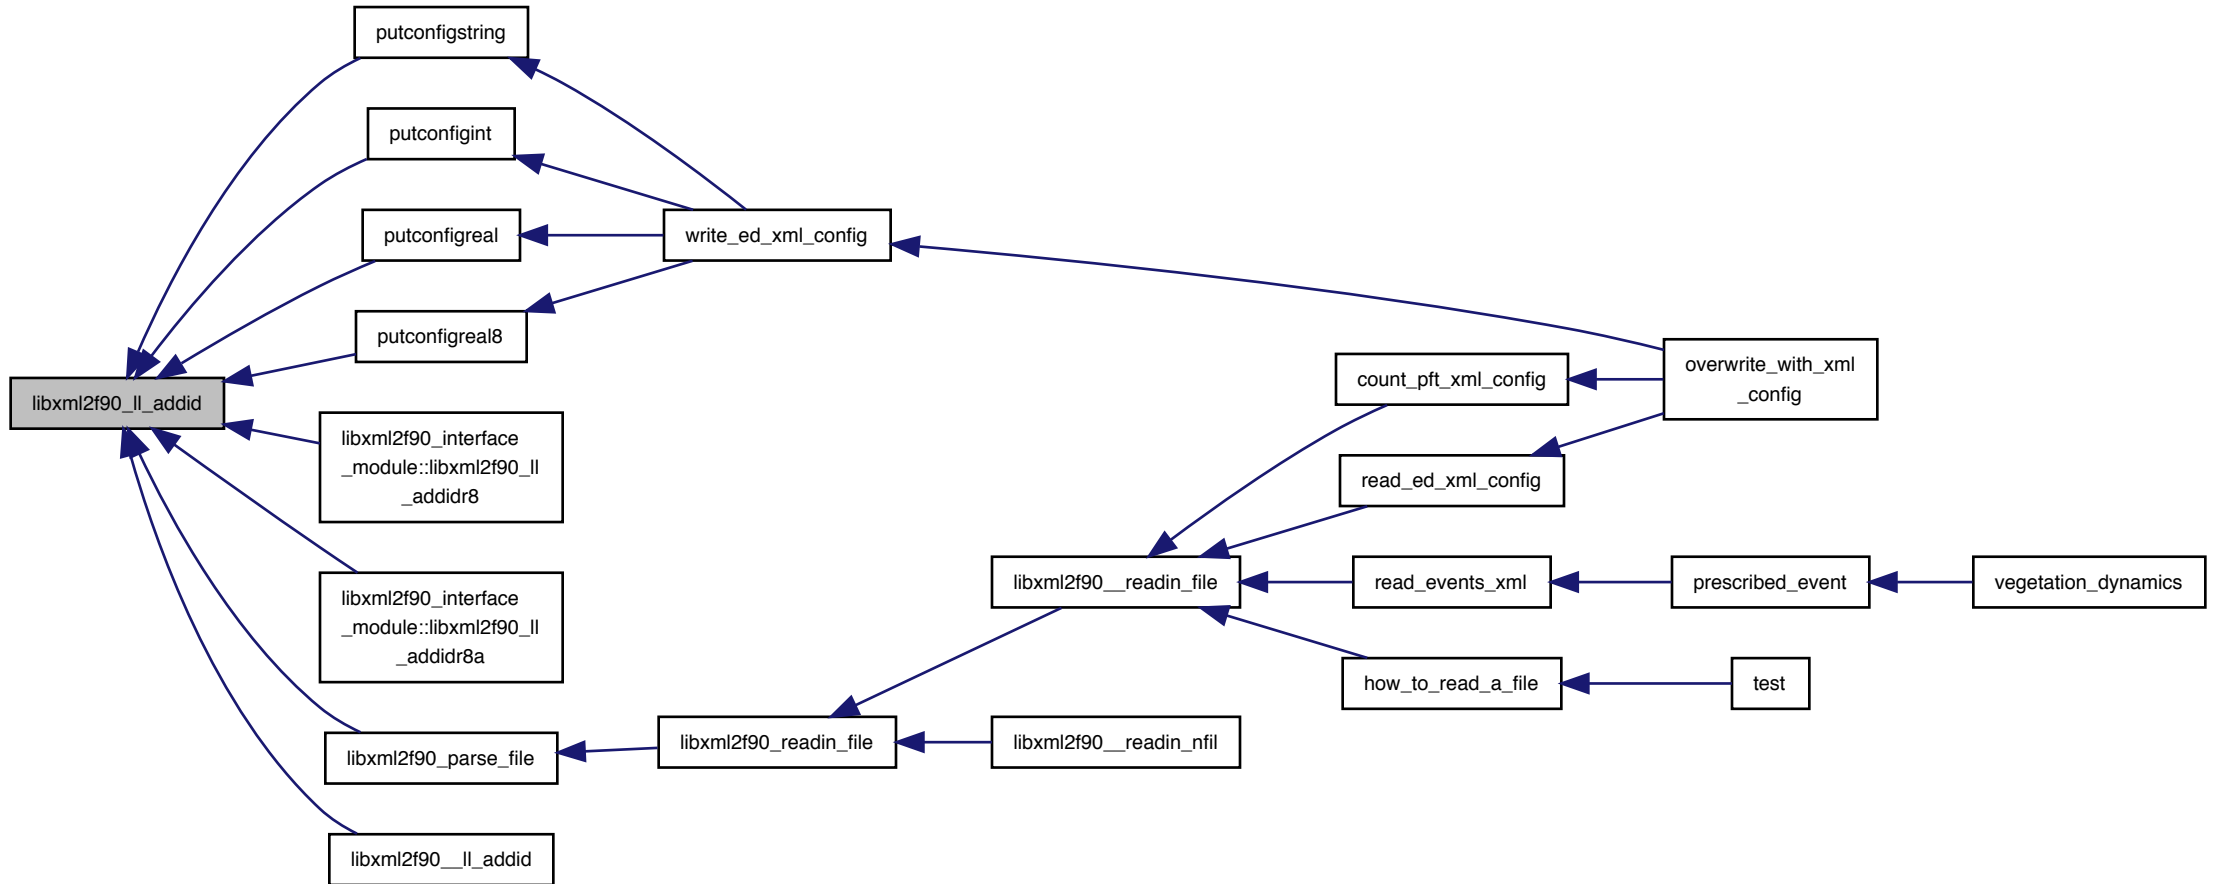 putconfigstring
putconfigint
putconfigreal
write_ed_xml_config
putconfigreal8
overwrite_with_xml
_config
count_pft_xml_config
libxml2f90_ll_addid
libxml2f90_interface
_module::libxml2f90_ll
_addidr8
read_ed_xml_config
libxml2f90__readin_file
read_events_xml
prescribed_event
vegetation_dynamics
libxml2f90_interface
_module::libxml2f90_ll
_addidr8a
how_to_read_a_file
test
libxml2f90_parse_file
libxml2f90_readin_file
libxml2f90__readin_nfil
libxml2f90__ll_addid